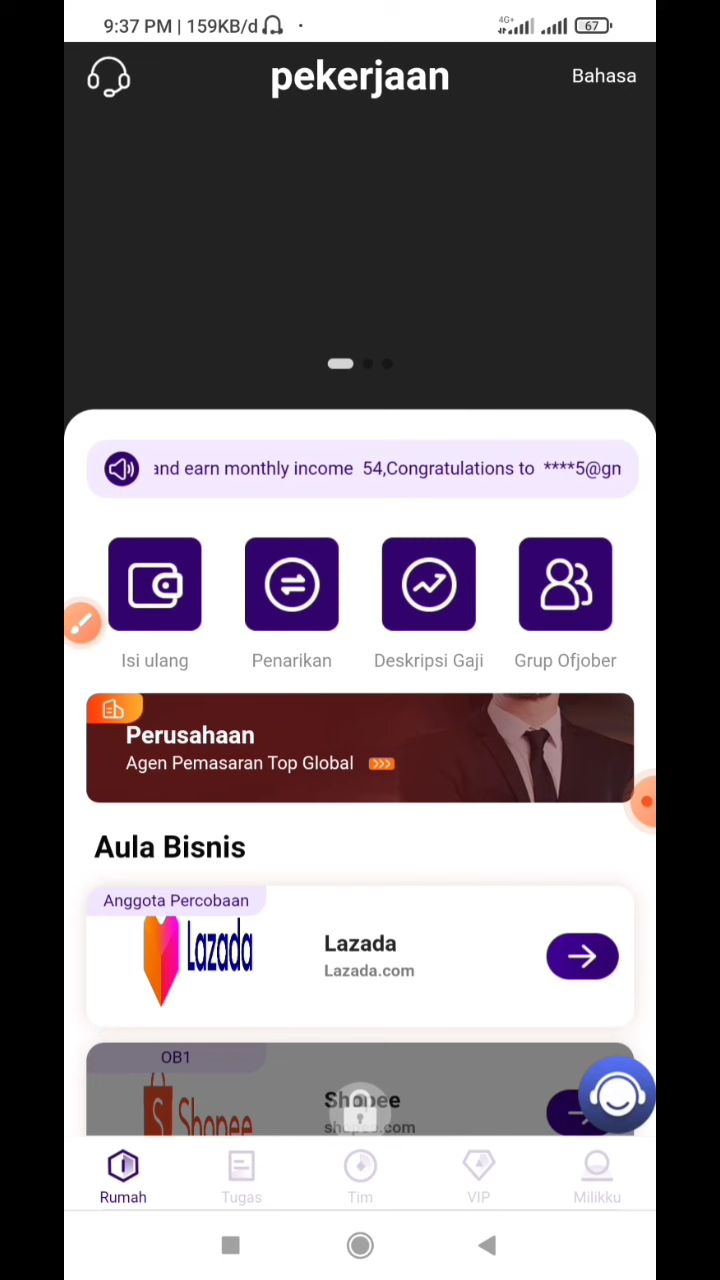 9:37 PM | 159KB/d
4G+
67
pekerjaan
Bahasa
and earn monthly income 54,Congratulations to ****5@gn
Isi ulang
Penarikan
Deskripsi Gaji
Grup Ofjober
Perusahaan
Agen Pemasaran Top Global
Aula Bisnis
Anggota Percobaan
Lazada
Lazada
Lazada.com
OB1
Shopee
Shopee
shopee.com
Rumah
Tugas
Tim
VIP
Milikku